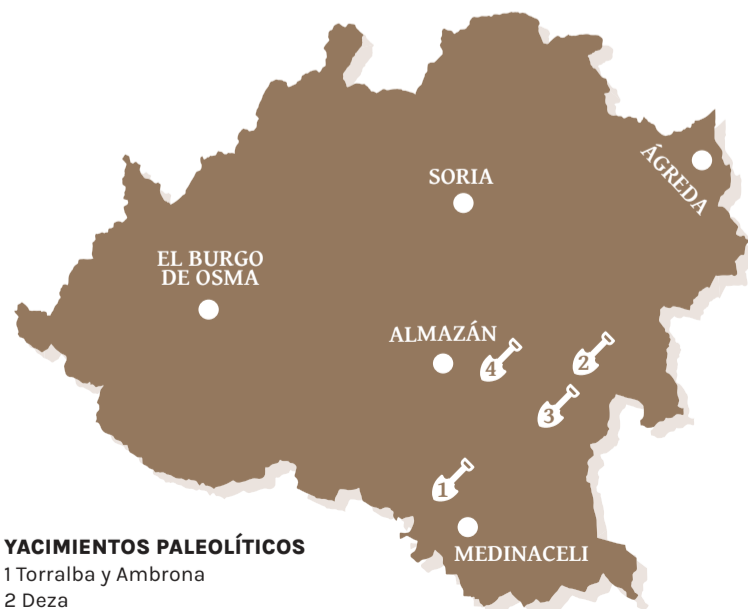 SORIA
ÁGREDA
EL BURGO
DE OSMA
ALMAZÁN
4
2
3
1
MEDINACELI
YACIMIENTOS PALEOLÍTICOS
1 Torralba y Ambrona
2 Deza